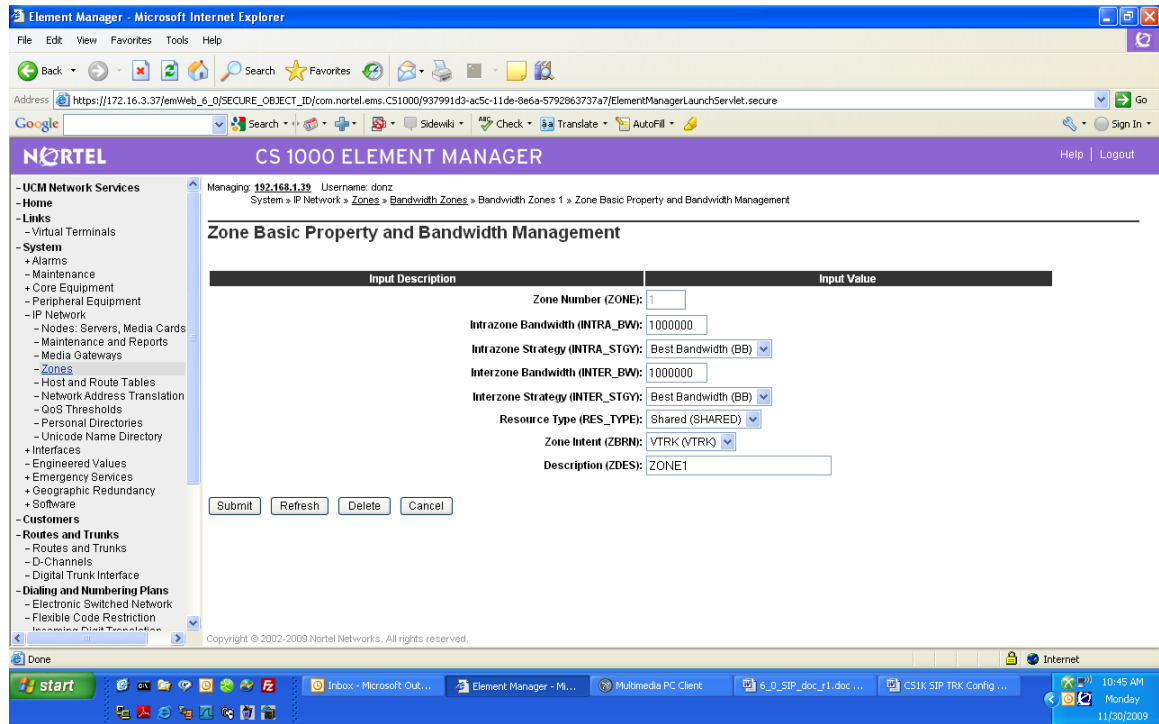 Element Manager - Microsoft Internet Explorer
File Edit View Favorites Tools Help
Back Search Favorites
Address https://172.16.3.37/emWeb_6_0/SECURE_OBJECT_ID/com.nortel.ems.CS1000/937991d3-ac5c-11de-8e6a-5792863737a7/ElementManagerLaunchServlet.secure Go
Google Search Sidewiki Check Translate AutoFill Sign In
NORTEL CS 1000 ELEMENT MANAGER Help | Logout
- UCM Network Services
- Home
- Links
- Virtual Terminals
- System
+ Alarms
- Maintenance
+ Core Equipment
- Peripheral Equipment
- IP Network
- Nodes: Servers, Media Cards
- Maintenance and Reports
- Media Gateways
- Zones
- Host and Route Tables
- Network Address Translation
- QoS Thresholds
- Personal Directories
- Unicode Name Directory
+ Interfaces
- Engineered Values
+ Emergency Services
+ Geographic Redundancy
+ Software
- Customers
- Routes and Trunks
- Routes and Trunks
- D-Channels
- Digital Trunk Interface
- Dialing and Numbering Plans
- Electronic Switched Network
- Flexible Code Restriction
- Incoming Digit Translation
Managing: 192.168.1.39 Username: donz
System » IP Network » Zones » Bandwidth Zones » Bandwidth Zones 1 » Zone Basic Property and Bandwidth Management
Zone Basic Property and Bandwidth Management
Input Description Input Value
Zone Number (ZONE): 1
Intrazone Bandwidth (INTRA_BW): 1000000
Intrazone Strategy (INTRA_STGY): Best Bandwidth (BB)
Interzone Bandwidth (INTER_BW): 1000000
Interzone Strategy (INTER_STGY): Best Bandwidth (BB)
Resource Type (RES_TYPE): Shared (SHARED)
Zone Intent (ZBRN): VTRK (VTRK)
Description (ZDES): ZONE1
Submit Refresh Delete Cancel
Copyright © 2002-2009 Nortel Networks. All rights reserved.
Done Internet
start Inbox - Microsoft Out... Element Manager - Mi... Multimedia PC Client 6_0_SIP_doc_r1.doc ... CS1K SIP TRK Config ... 10:45 AM
Monday
11/30/2009